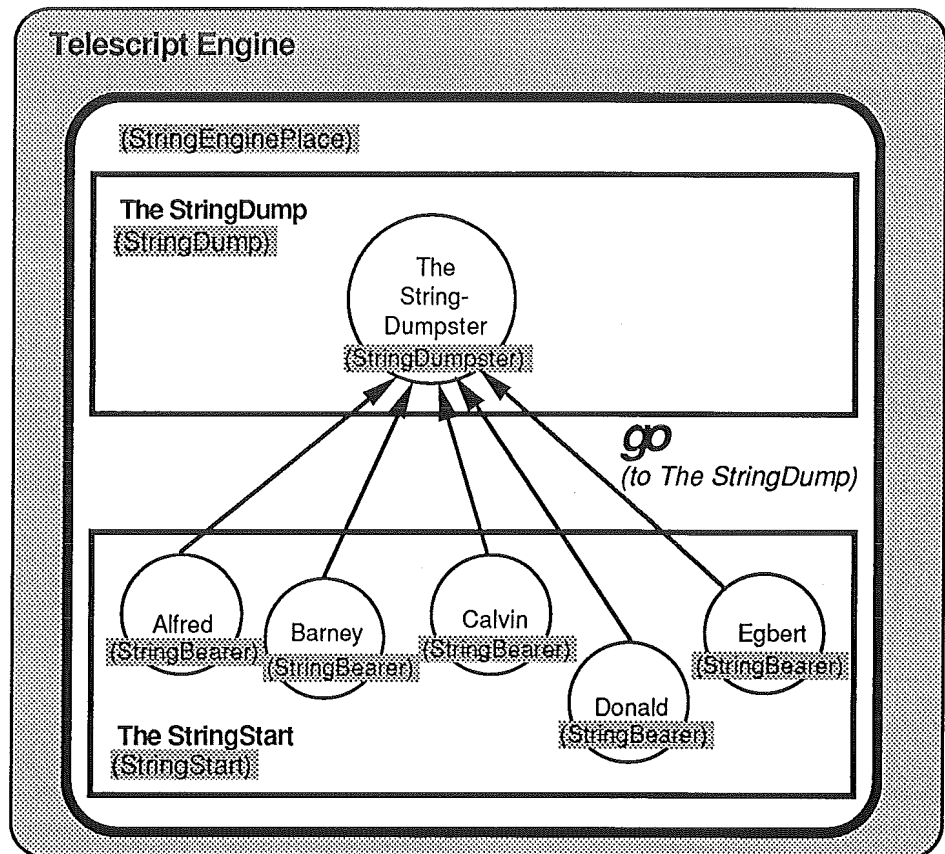 Telescript Engine
(StringEnginePlace)
The StringDump
(StringDump)
The
String-
Dumpster
(StringDumpster)
go
(to The StringDump)
Alfred
(StringBearer)
Barney
(StringBearer)
Calvin
(StringBearer)
Donald
(StringBearer)
Egbert
(StringBearer)
The StringStart
(StringStart)